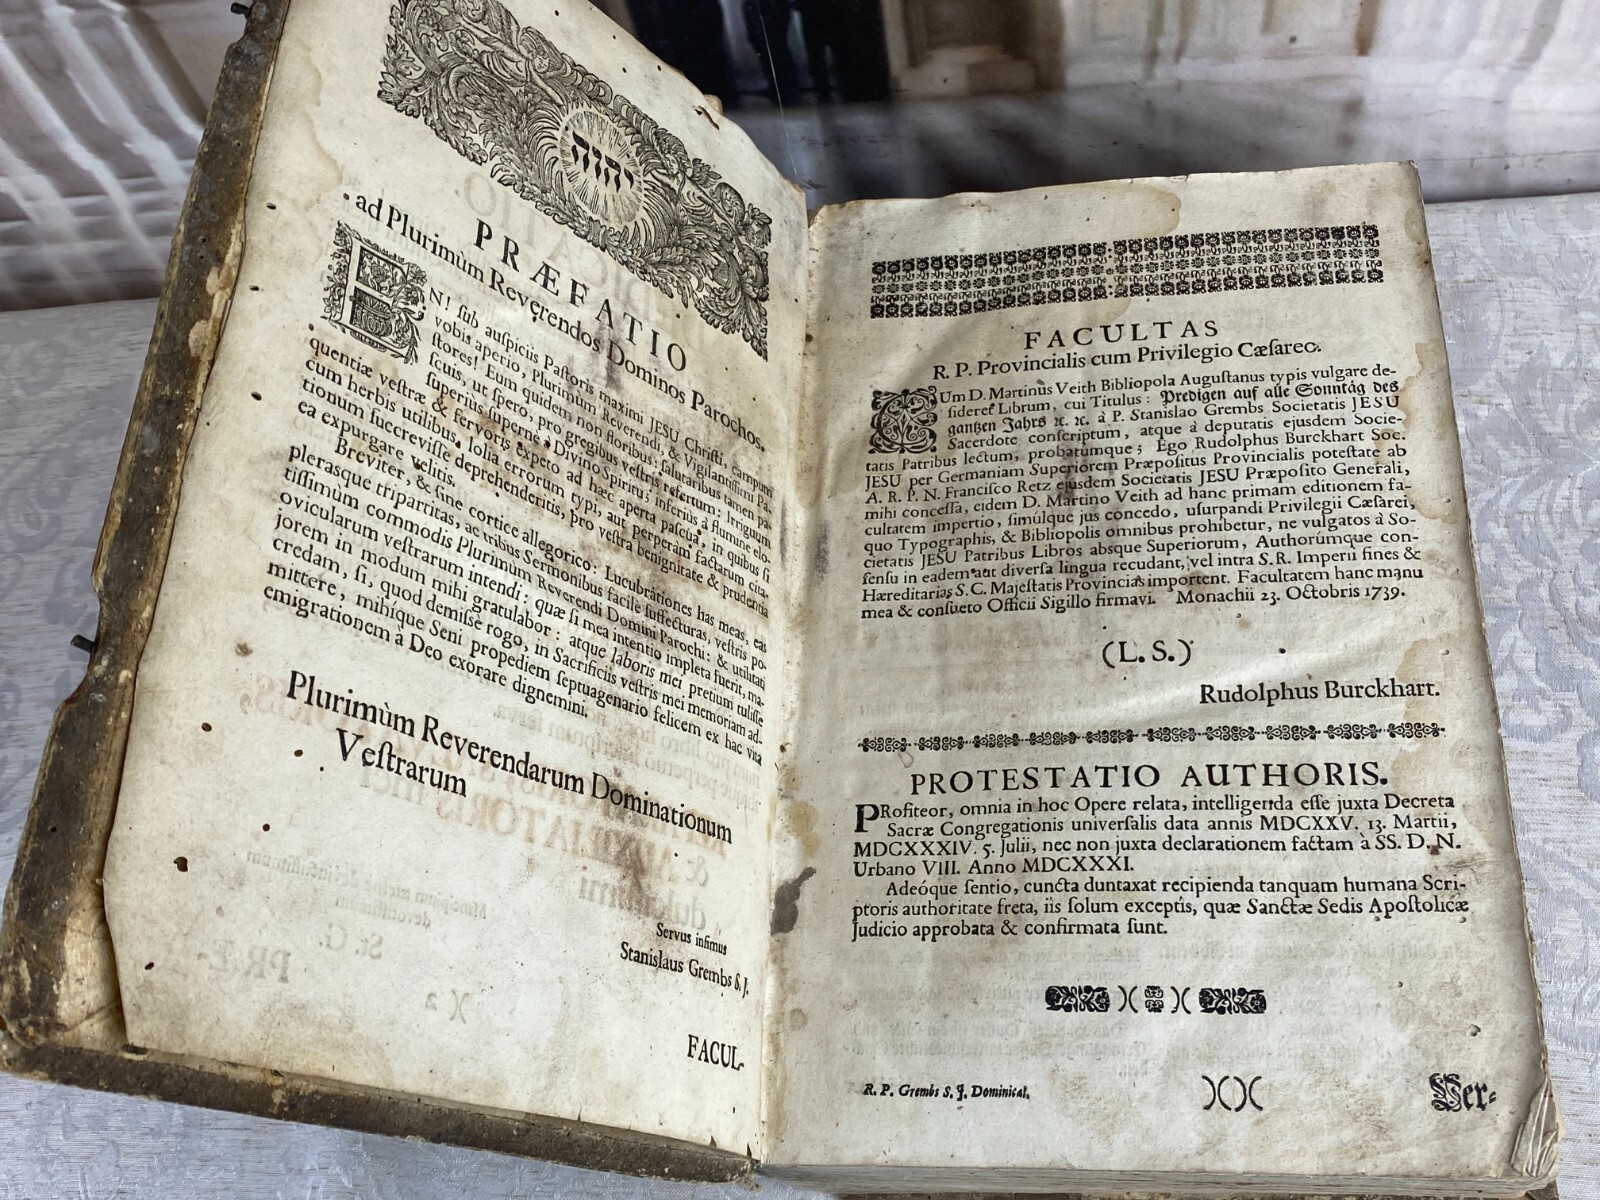 יהוה
PRÆFATIO
ad Plurimùm Reverendos Dominos Parochos.
EN! ſub auſpiciis Paſtoris maximi JESU Chriſti, campum
vobis aperio, Plurimùm Reverendi, & Vigilantiſſimi Pa-
ſtores! Eum quidem non floribus; ſalutaribus tamen pa-
ſcuis, ut ſpero, pro gregibus veſtris refertum: Irriguum
ſuperiùs ſupernè à Divino Spiritu; inferiùs à flumine elo-
quentiæ veſtræ & fervoris expeto ad hæc aperta paſcua, in quibus ſi
cum herbis utilibus, lolia errorum typi, aut perperàm factarum cita-
tionum ſuccreviſſe deprehenderitis, pro veſtra benignitate & prudentia
ea expurgare velitis.
Breviter, & ſine cortice allegorico: Lucubrationes has meas, eas
plerasque tripartitas, ac tribus Sermonibus facilè ſuffecturas, veſtris po-
tiſſimùm commodis Plurimùm Reverendi Domini Parochi: & utilitati
ovicularum veſtrarum intendi: quæ ſi mea intentio impleta fuerit, ma-
jorem in modum mihi gratulabor: atque laboris mei pretium tuliſſe
credam, ſi, quod demiſſè rogo, in Sacrificiis veſtris mei memoriam ad-
mittere, mihíque Seni propediem ſeptuagenario felicem ex hac vita
emigrationem à Deo exorare dignemini.
Plurimùm Reverendarum Dominationum
Veſtrarum
Servus infimus
Stanislaus Grembs S. J.
)( 2
FACUL-
FACULTAS
R. P. Provincialis cum Privilegio Cæſareo.
CUm D. Martinus Veith Bibliopola Auguſtanus typis vulgare de-
ſideret Librum, cui Titulus: Predigen auf alle Sonntåg des
gantzen Jahrs ꝛc. ꝛc. à P. Stanislao Grembs Societatis JESU
Sacerdote conſcriptum, atque à deputatis ejusdem Socie-
tatis Patribus lectum, probatumque; Ego Rudolphus Burckhart Soc.
JESU per Germaniam Superiorem Præpoſitus Provincialis poteſtate ab
A. R. P. N. Franciſco Retz ejusdem Societatis JESU Præpoſito Generali,
mihi conceſſa, eidem D. Martino Veith ad hanc primam editionem fa-
cultatem impertio, ſimúlque jus concedo, uſurpandi Privilegii Cæſarei,
quo Typographis, & Bibliopolis omnibus prohibetur, ne vulgatos à So-
cietatis JESU Patribus Libros absque Superiorum, Authorúmque con-
ſenſu in eadem aut diverſa lingua recudant, vel intra S. R. Imperii fines &
Hæreditarias S. C. Majeſtatis Provincias importent. Facultatem hanc manu
mea & conſueto Officii Sigillo firmavi. Monachii 23. Octobris 1739.
(L. S.)
Rudolphus Burckhart.
PROTESTATIO AUTHORIS.
PRofiteor, omnia in hoc Opere relata, intelligenda eſſe juxta Decreta
Sacræ Congregationis univerſalis data annis MDCXXV. 13. Martii,
MDCXXXIV. 5. Julii, nec non juxta declarationem factam à SS. D. N.
Urbano VIII. Anno MDCXXXI.
Adeóque ſentio, cuncta duntaxat recipienda tanquam humana Scri-
ptoris authoritate freta, iis ſolum exceptis, quæ Sanctæ Sedis Apoſtolicæ
Judicio approbata & confirmata ſunt.
R. P. Grembs S. J. Dominical.
)()(
Ver-